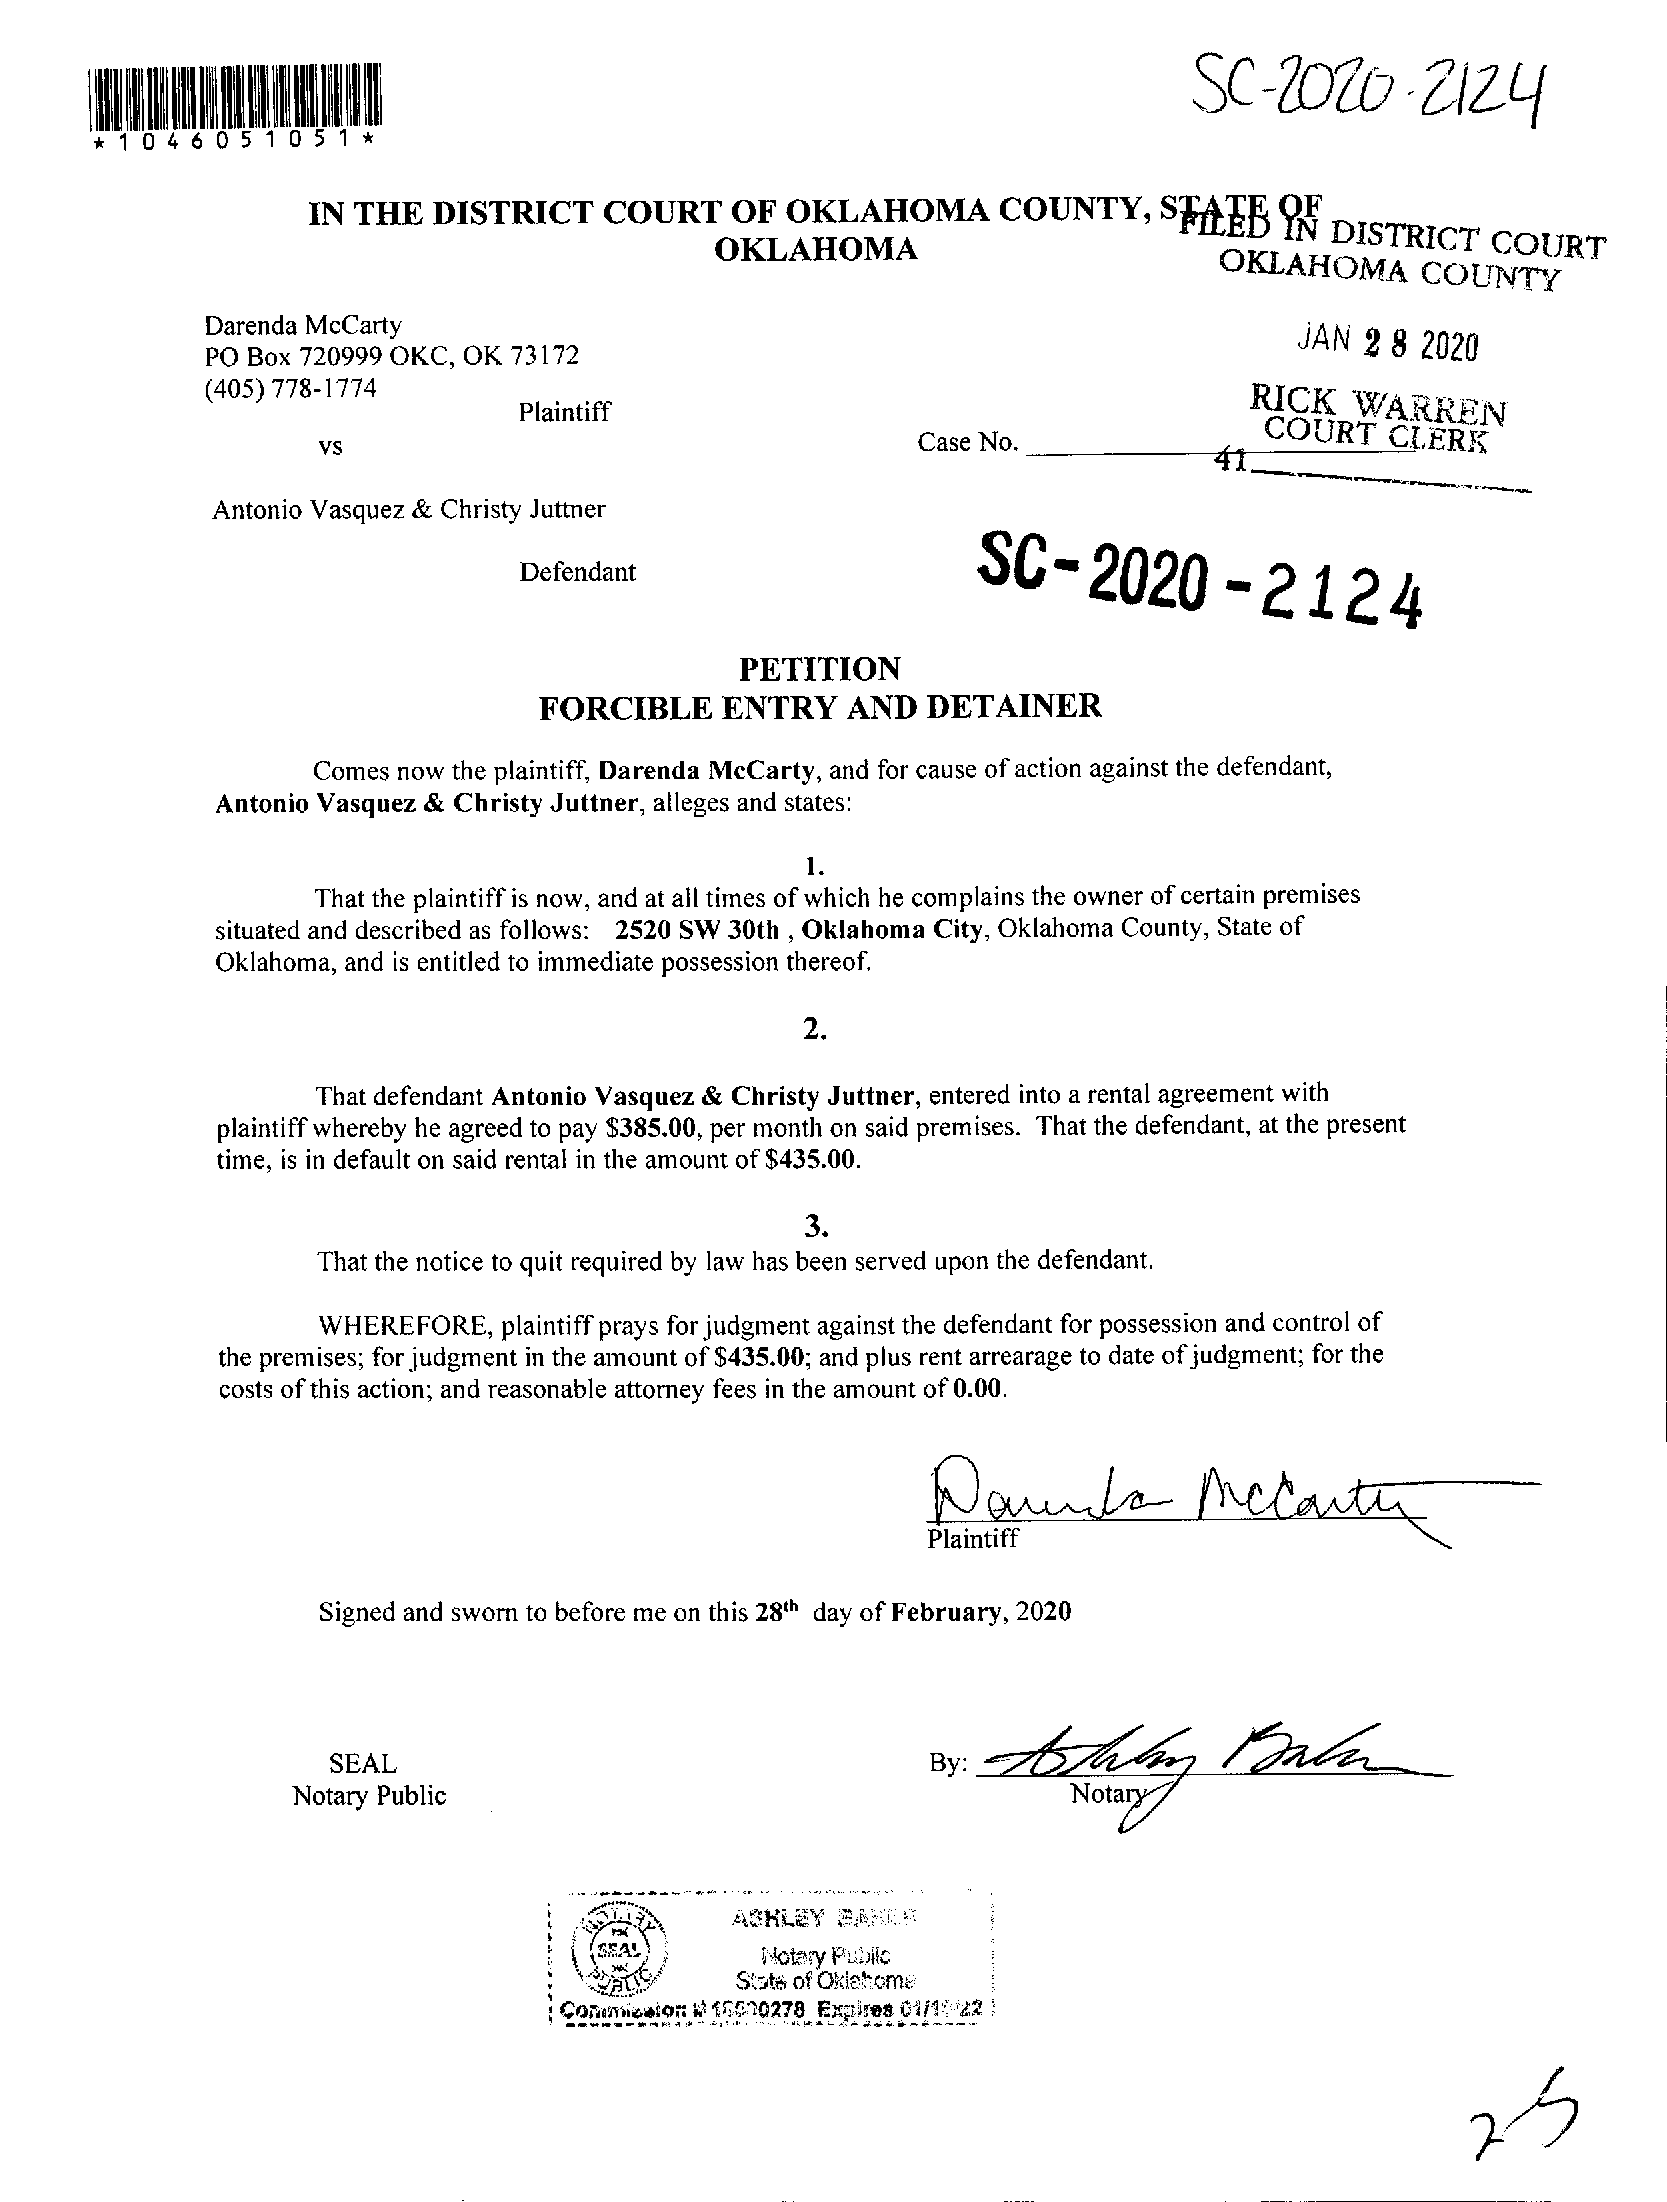 SC-2020-2124
*1046051051*
IN THE DISTRICT COURT OF OKLAHOMA COUNTY, STATE OF
OKLAHOMA
FILED IN DISTRICT COURT
OKLAHOMA COUNTY
JAN 28 2020
RICK WARREN
COURT CLERK
41
Darenda McCarty
PO Box 720999 OKC, OK 73172
(405) 778-1774
Plaintiff
vs
Case No.
Antonio Vasquez & Christy Juttner
Defendant
SC-2020-2124
PETITION
FORCIBLE ENTRY AND DETAINER
Comes now the plaintiff, Darenda McCarty, and for cause of action against the defendant,
Antonio Vasquez & Christy Juttner, alleges and states:
1.
That the plaintiff is now, and at all times of which he complains the owner of certain premises
situated and described as follows: 2520 SW 30th , Oklahoma City, Oklahoma County, State of
Oklahoma, and is entitled to immediate possession thereof.
2.
That defendant Antonio Vasquez & Christy Juttner, entered into a rental agreement with
plaintiff whereby he agreed to pay $385.00, per month on said premises. That the defendant, at the present
time, is in default on said rental in the amount of $435.00.
3.
That the notice to quit required by law has been served upon the defendant.
WHEREFORE, plaintiff prays for judgment against the defendant for possession and control of
the premises; for judgment in the amount of $435.00; and plus rent arrearage to date of judgment; for the
costs of this action; and reasonable attorney fees in the amount of 0.00.
Darenda McCarty
Plaintiff
Signed and sworn to before me on this 28th day of February, 2020
SEAL
Notary Public
By: Ashley Baker
Notary
NOTARY
SEAL
PUBLIC
ASHLEY BAKER
Notary Public
State of Oklahoma
Commission # Expires
25